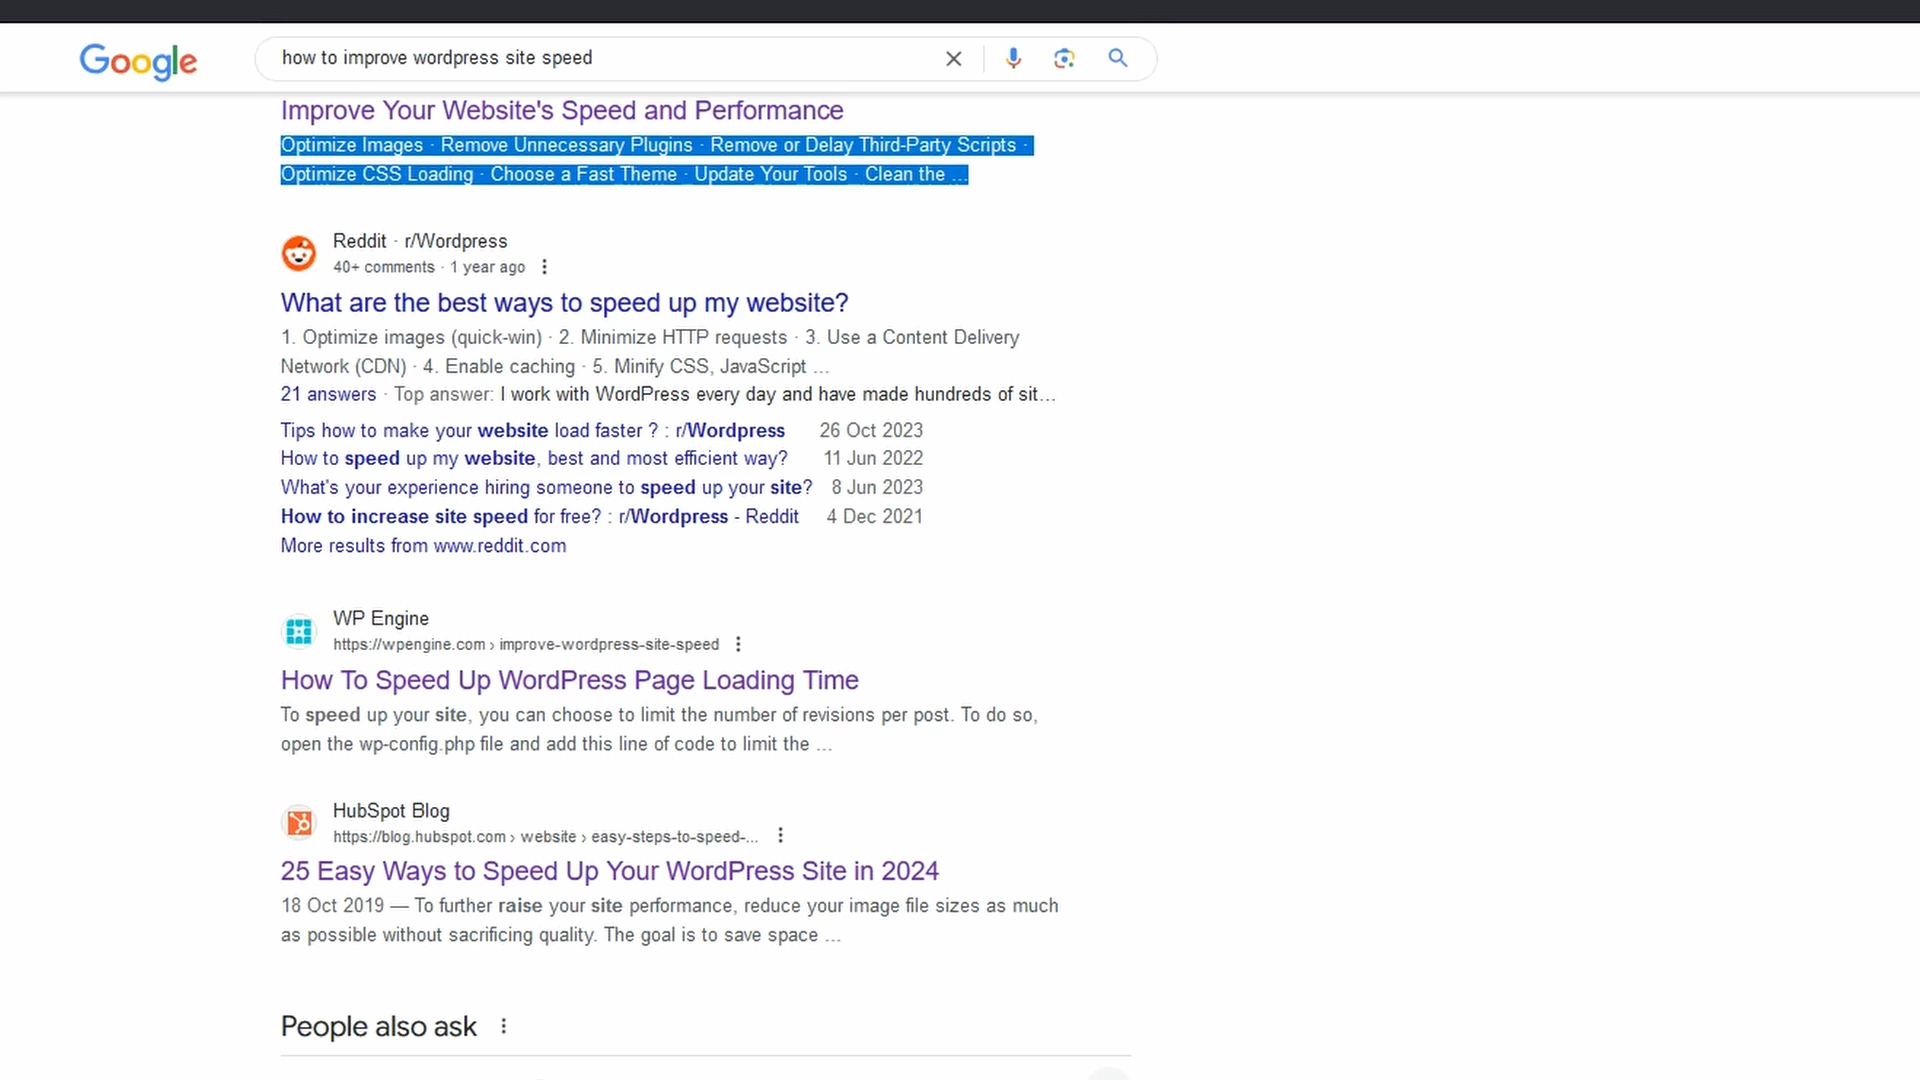 Google
how to improve wordpress site speed
Improve Your Website's Speed and Performance
Optimize Images · Remove Unnecessary Plugins · Remove or Delay Third-Party Scripts ·
Optimize CSS Loading · Choose a Fast Theme · Update Your Tools · Clean the ...
Reddit · r/Wordpress
40+ comments · 1 year ago
What are the best ways to speed up my website?
1. Optimize images (quick-win) · 2. Minimize HTTP requests · 3. Use a Content Delivery
Network (CDN) · 4. Enable caching · 5. Minify CSS, JavaScript ...
21 answers · Top answer: I work with WordPress every day and have made hundreds of sit...
Tips how to make your website load faster ? : r/Wordpress 26 Oct 2023
How to speed up my website, best and most efficient way? 11 Jun 2022
What's your experience hiring someone to speed up your site? 8 Jun 2023
How to increase site speed for free? : r/Wordpress - Reddit 4 Dec 2021
More results from www.reddit.com
WP Engine
https://wpengine.com › improve-wordpress-site-speed
How To Speed Up WordPress Page Loading Time
To speed up your site, you can choose to limit the number of revisions per post. To do so,
open the wp-config.php file and add this line of code to limit the ...
HubSpot Blog
https://blog.hubspot.com › website › easy-steps-to-speed-...
25 Easy Ways to Speed Up Your WordPress Site in 2024
18 Oct 2019 — To further raise your site performance, reduce your image file sizes as much
as possible without sacrificing quality. The goal is to save space ...
People also ask